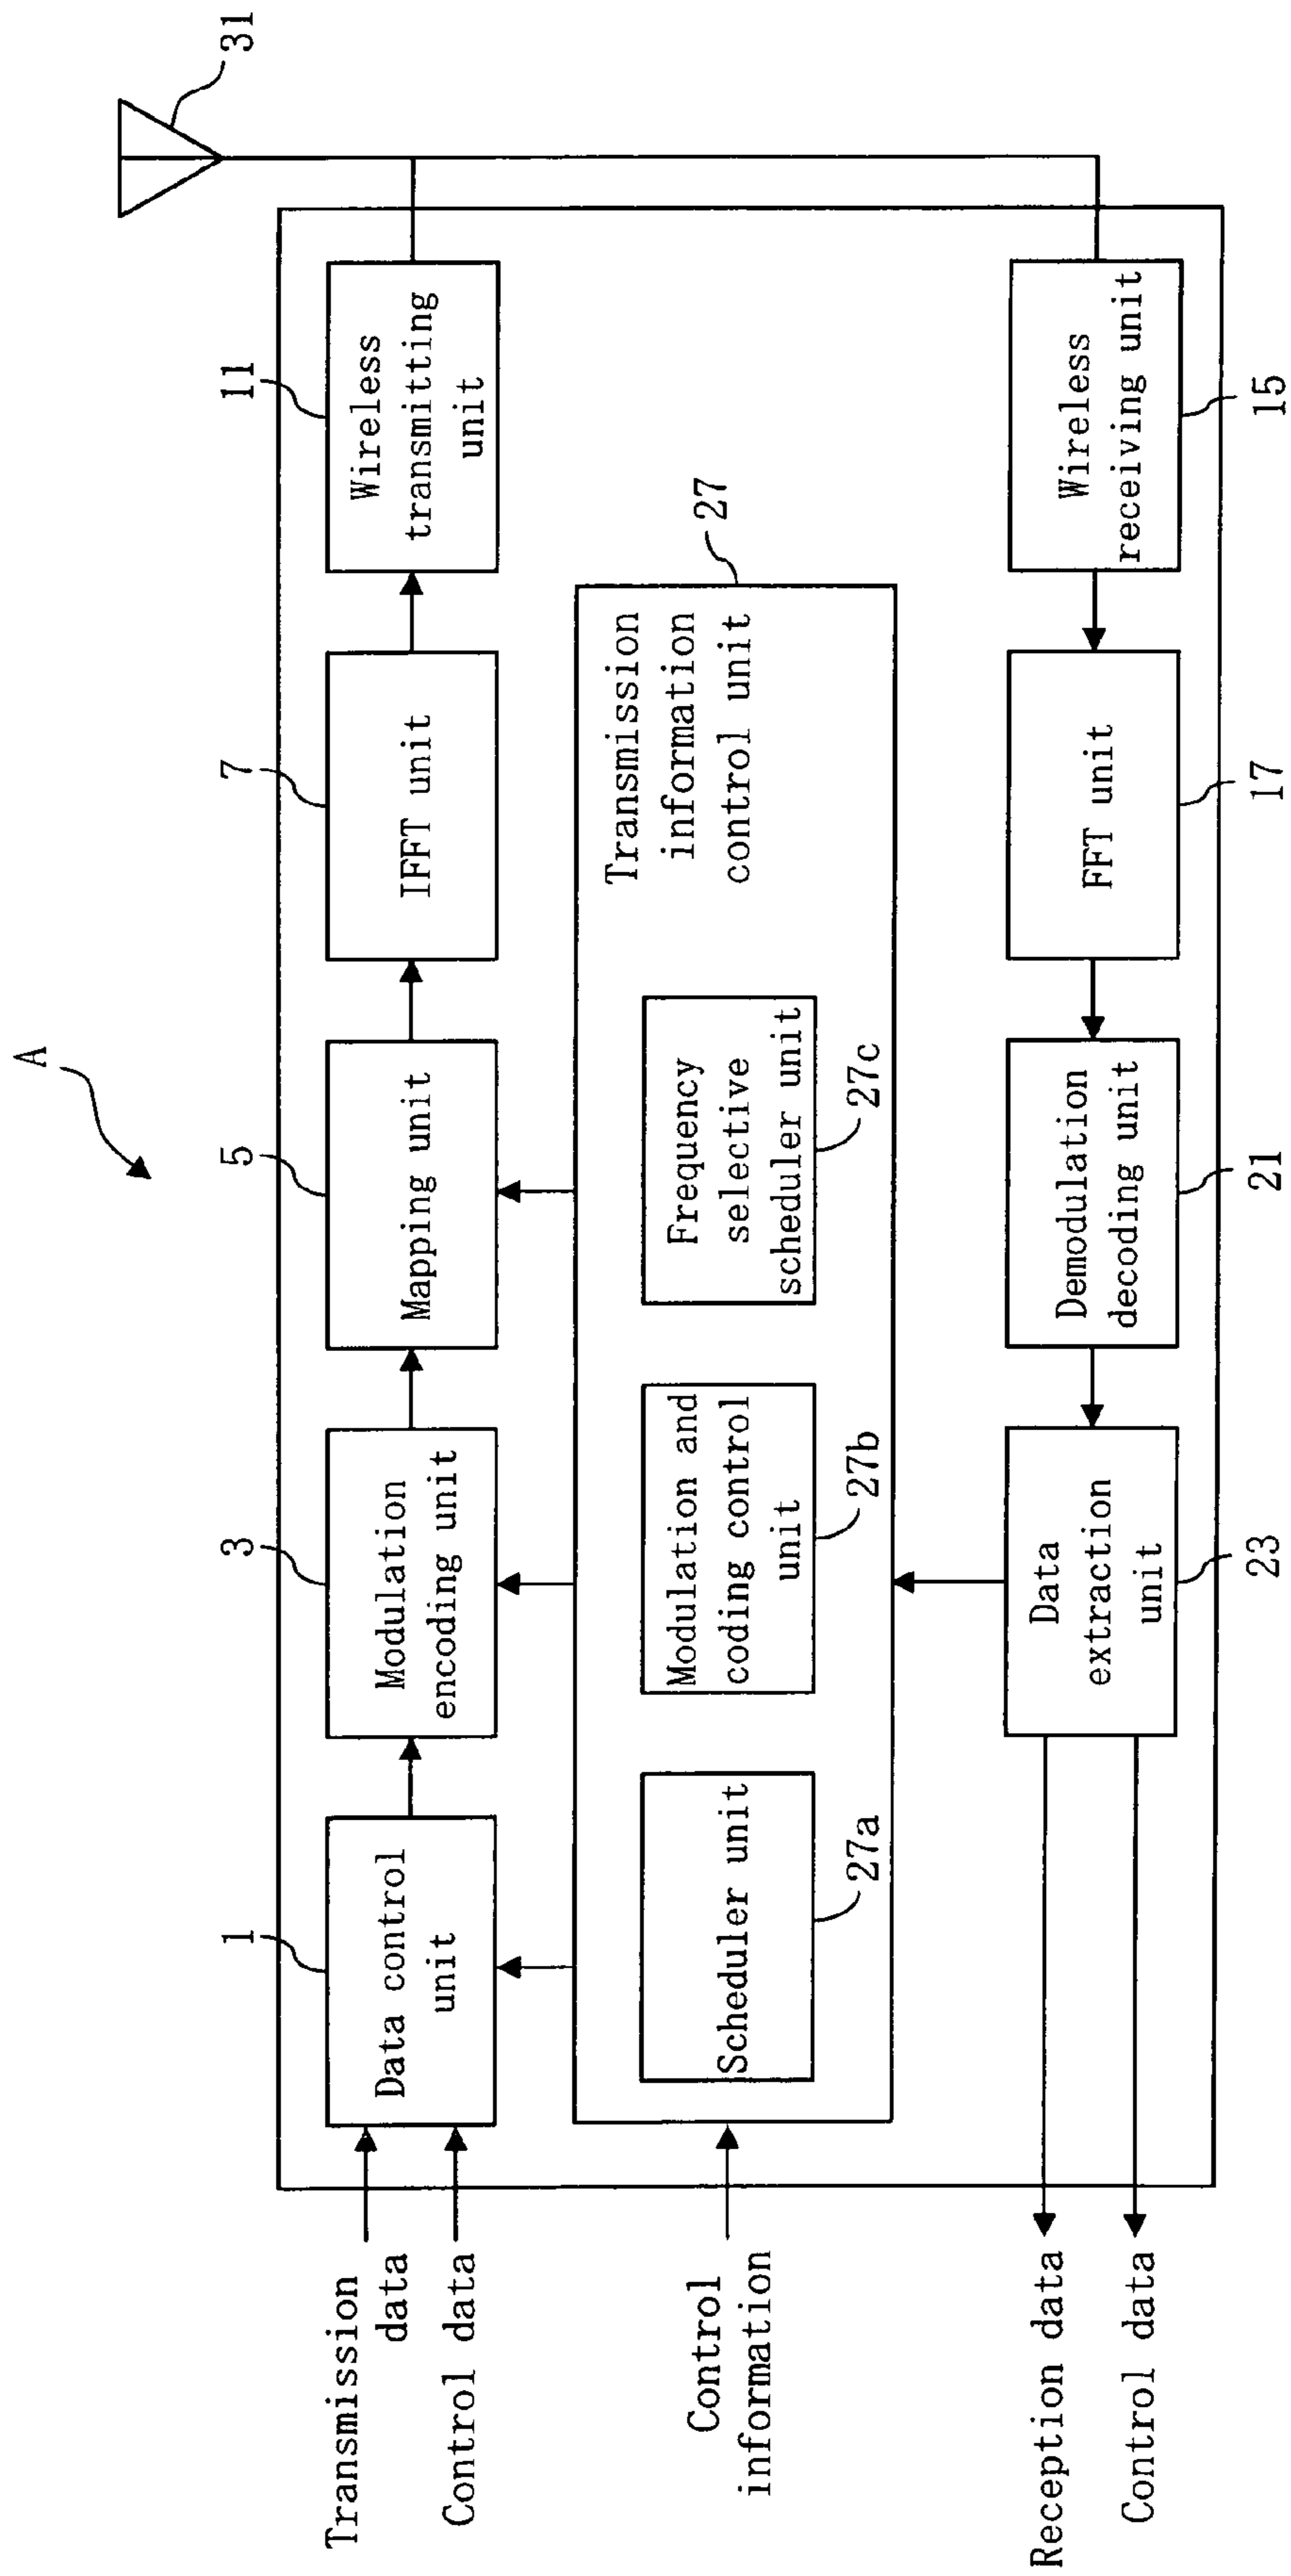 A
31
1
3
5
7
11
Transmission
data
Control data
Data control
unit
Modulation
encoding unit
Mapping unit
IFFT unit
Wireless
transmitting
unit
Control
information
27
Transmission
information
control unit
Scheduler unit
27a
Modulation and
coding control
unit
27b
Frequency
selective
scheduler unit
27c
Reception data
Control data
Data
extraction
unit
23
Demodulation
decoding unit
21
FFT unit
17
Wireless
receiving unit
15